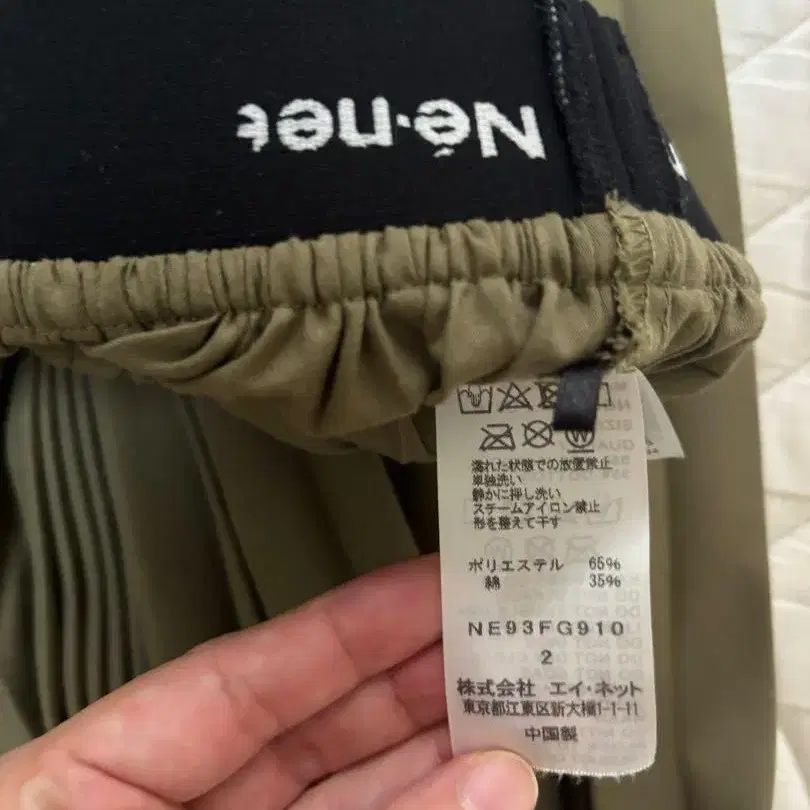 Né·net
濡れた状態での放置禁止
単独洗い
静かに押し洗い
スチームアイロン禁止
形を整えて干す
ポリエステル 65%
綿 35%
NE93FG910
2
株式会社 エイ・ネット
東京都江東区新大橋1-1-11
中国製